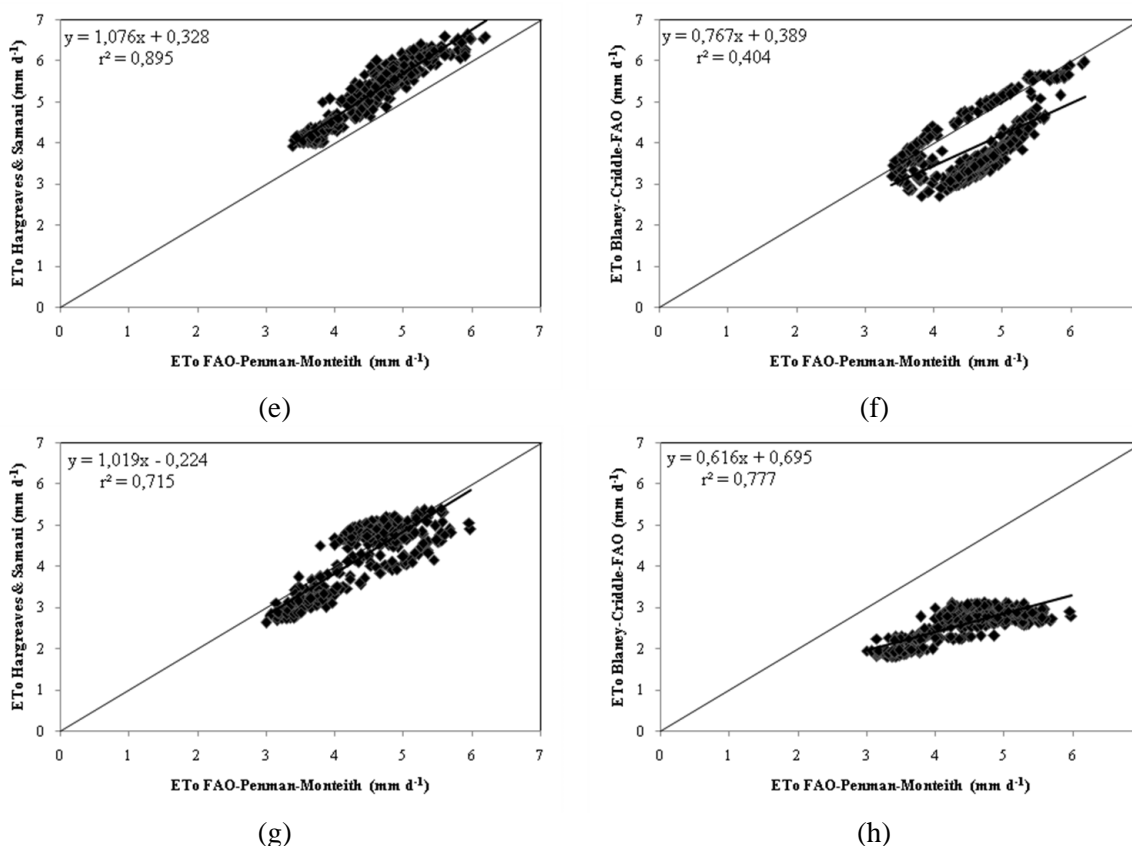 y = 1,076x + 0,328
r² = 0,895
7
6
5
4
3
2
1
0
ETo Hargreaves & Samani (mm d⁻¹)
0 1 2 3 4 5 6 7
ETo FAO-Penman-Monteith (mm d⁻¹)
(e)
y = 0,767x + 0,389
r² = 0,404
7
6
5
4
3
2
1
0
ETo Blaney-Criddle-FAO (mm d⁻¹)
0 1 2 3 4 5 6
ETo FAO-Penman-Monteith (mm d⁻¹)
(f)
y = 1,019x - 0,224
r² = 0,715
7
6
5
4
3
2
1
0
ETo Hargreaves & Samani (mm d⁻¹)
0 1 2 3 4 5 6 7
ETo FAO-Penman-Monteith (mm d⁻¹)
(g)
y = 0,616x + 0,695
r² = 0,777
7
6
5
4
3
2
1
0
ETo Blaney-Criddle-FAO (mm d⁻¹)
0 1 2 3 4 5 6
ETo FAO-Penman-Monteith (mm d⁻¹)
(h)